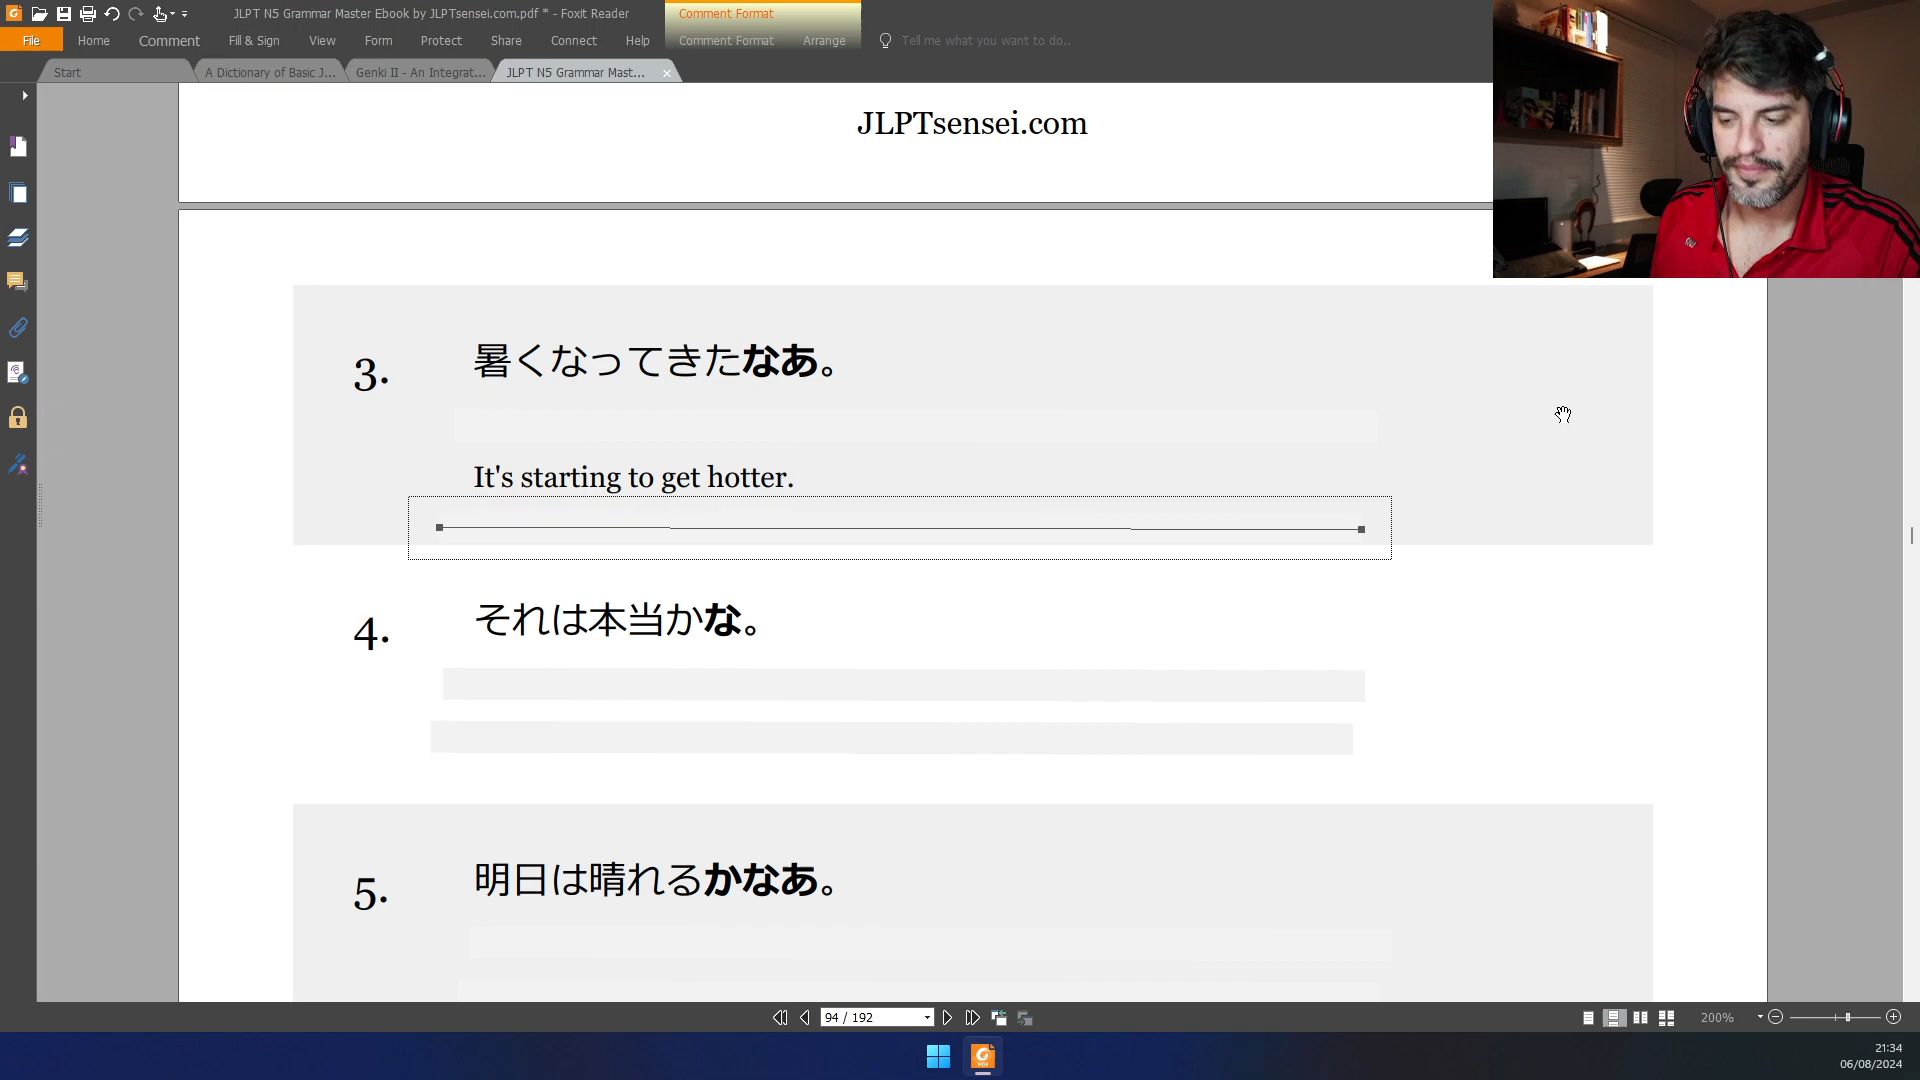 JLPT N5 Grammar Master Ebook by JLPTsensei.com.pdf * - Foxit Reader
Comment Format
File
Home
Comment
Fill & Sign
View
Form
Protect
Share
Connect
Help
Comment Format
Arrange
Tell me what you want to do..
Start
A Dictionary of Basic J...
Genki II - An Integrat...
JLPT N5 Grammar Mast...
JLPTsensei.com
3. 暑くなってきたなあ。
It's starting to get hotter.
4. それは本当かな。
5. 明日は晴れるかなあ。
94 / 192
200%
21:34
06/08/2024